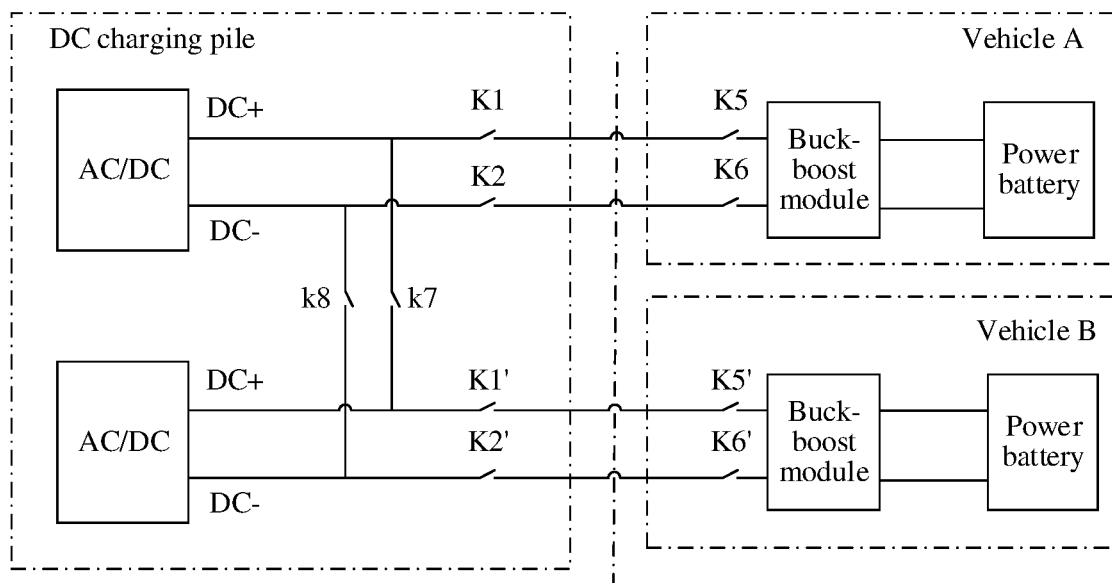 DC charging pile
Vehicle A
DC+
K1
K5
AC/DC
Buck-
boost
module
Power
battery
K2
K6
DC-
k8
k7
Vehicle B
DC+
K1'
K5'
AC/DC
Buck-
boost
module
Power
battery
K2'
K6'
DC-